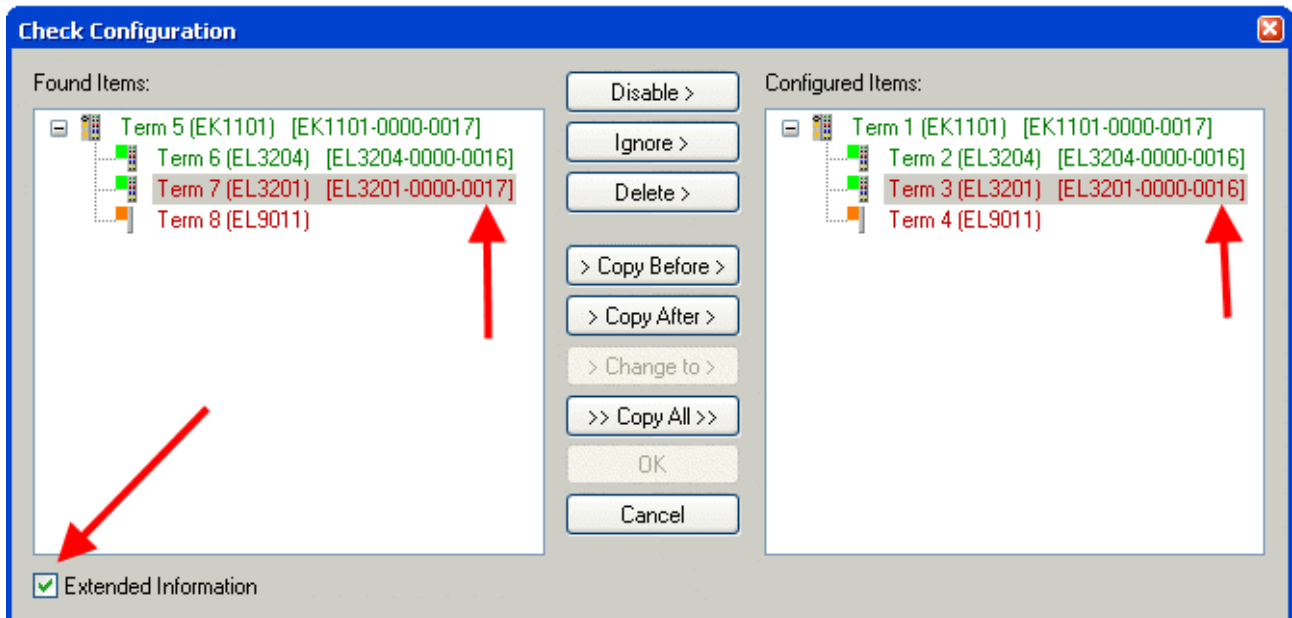 Check Configuration
Found Items:
Term 5 (EK1101) [EK1101-0000-0017]
Term 6 (EL3204) [EL3204-0000-0016]
Term 7 (EL3201) [EL3201-0000-0017]
Term 8 (EL9011)
Disable >
Ignore >
Delete >
> Copy Before >
> Copy After >
> Change to >
>> Copy All >>
OK
Cancel
Configured Items:
Term 1 (EK1101) [EK1101-0000-0017]
Term 2 (EL3204) [EL3204-0000-0016]
Term 3 (EL3201) [EL3201-0000-0016]
Term 4 (EL9011)
Extended Information